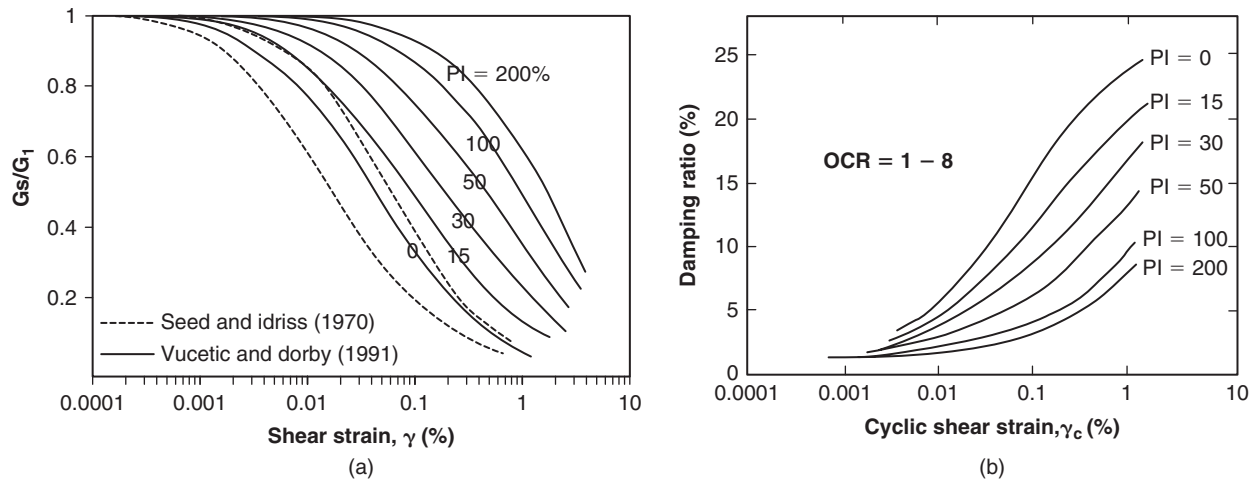 1
0.8
0.6
0.4
0.2
Gs/G1
PI = 200%
100
50
30
15
0
Seed and idriss (1970)
Vucetic and dorby (1991)
0.0001 0.001 0.01 0.1 1 10
Shear strain, γ (%)
(a)
25
20
15
10
5
0
Damping ratio (%)
OCR = 1 – 8
PI = 0
PI = 15
PI = 30
PI = 50
PI = 100
PI = 200
0.0001 0.001 0.01 0.1 1 10
Cyclic shear strain,γc (%)
(b)